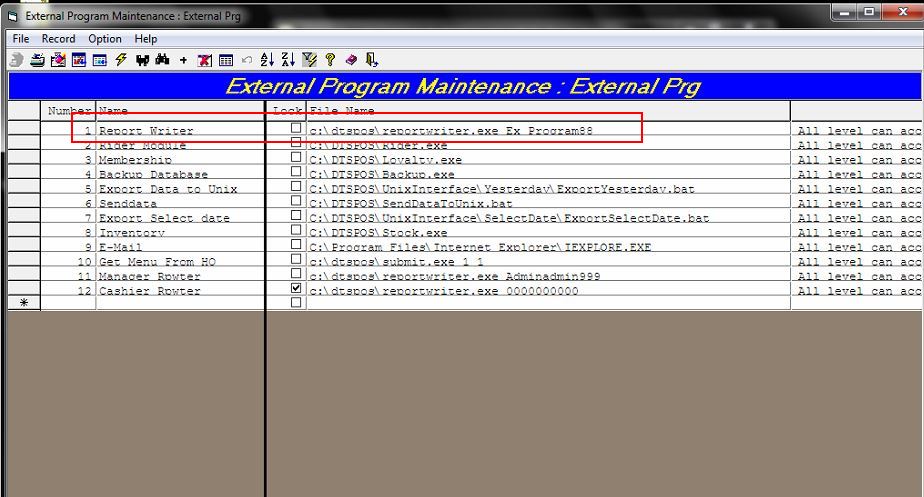 External Program Maintenance : External Prg
File Record Option Help
External Program Maintenance : External Prg
Number Name Lock File Name
1 Report Writer c:\dtspos\reportwriter.exe Ex_Program88 All level can acc
2 Rider Module C:\DTSPOS\Rider.exe All level can acc
3 Membership C:\DTSPOS\Loyalty.exe All level can acc
4 Backup Database C:\DTSPOS\Backup.exe All level can acc
5 Export Data to Unix C:\DTSPOS\UnixInterface\Yesterday\ExportYesterday.bat All level can acc
6 Senddata C:\DTSPOS\SendDataToUnix.bat All level can acc
7 Export Select date C:\DTSPOS\UnixInterface\SelectDate\ExportSelectDate.bat All level can acc
8 Inventory C:\DTSPOS\Stock.exe All level can acc
9 E-Mail C:\Program Files\Internet Explorer\IEXPLORE.EXE All level can acc
10 Get Menu From HO c:\dtspos\submit.exe 1 1 All level can acc
11 Manager Rpwter c:\dtspos\reportwriter.exe Adminadmin999 All level can acc
12 Cashier Rpwter c:\dtspos\reportwriter.exe 0000000000 All level can acc